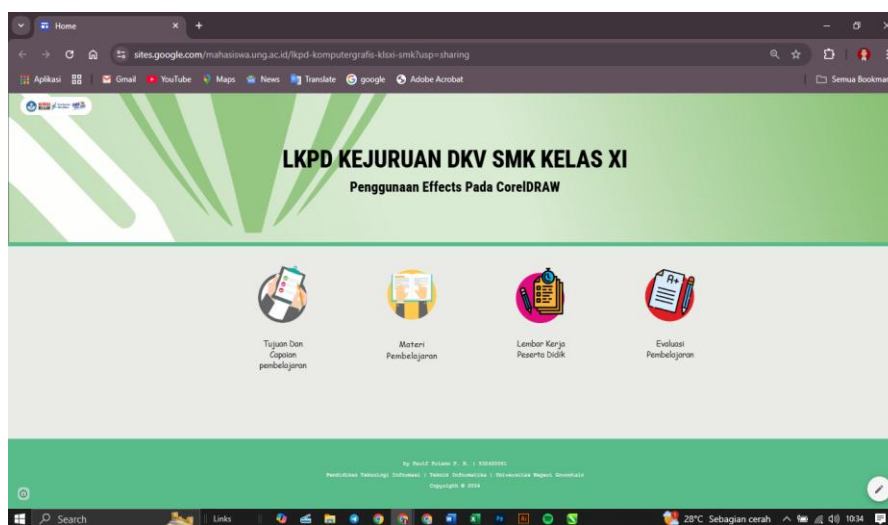 Home
sites.google.com/mahasiswa.ung.ac.id/lkpd-komputergrafis-klsxi-smk?usp=sharing
Aplikasi Gmail YouTube Maps News Translate google Adobe Acrobat Semua Bookmar
LKPD KEJURUAN DKV SMK KELAS XI
Penggunaan Effects Pada CorelDRAW
A+
Tujuan Dan
Capaian
pembelajaran
Materi
Pembelajaran
Lembar Kerja
Peserta Didik
Evaluasi
Pembelajaran
Pendidikan Teknologi Informasi | Teknik Informatika | Universitas Negeri Gorontalo
Copyright © 2024
Search Links 28°C Sebagian cerah 10:34